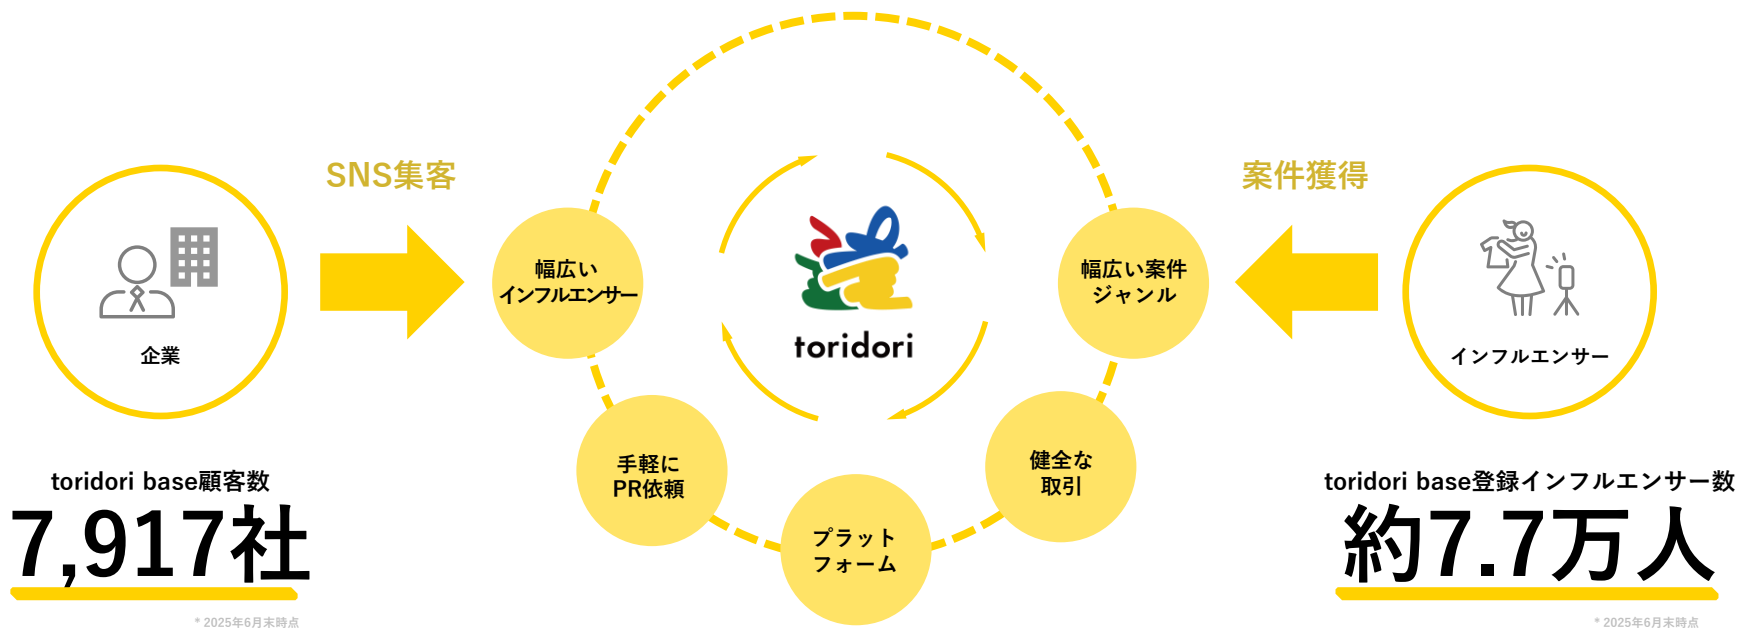 SNS集客
案件獲得
企業
幅広い
インフルエンサー
toridori
幅広い案件
ジャンル
インフルエンサー
手軽に
PR依頼
健全な
取引
プラット
フォーム
toridori base顧客数
7,917社
* 2025年6月末時点
toridori base登録インフルエンサー数
約7.7万人
* 2025年6月末時点